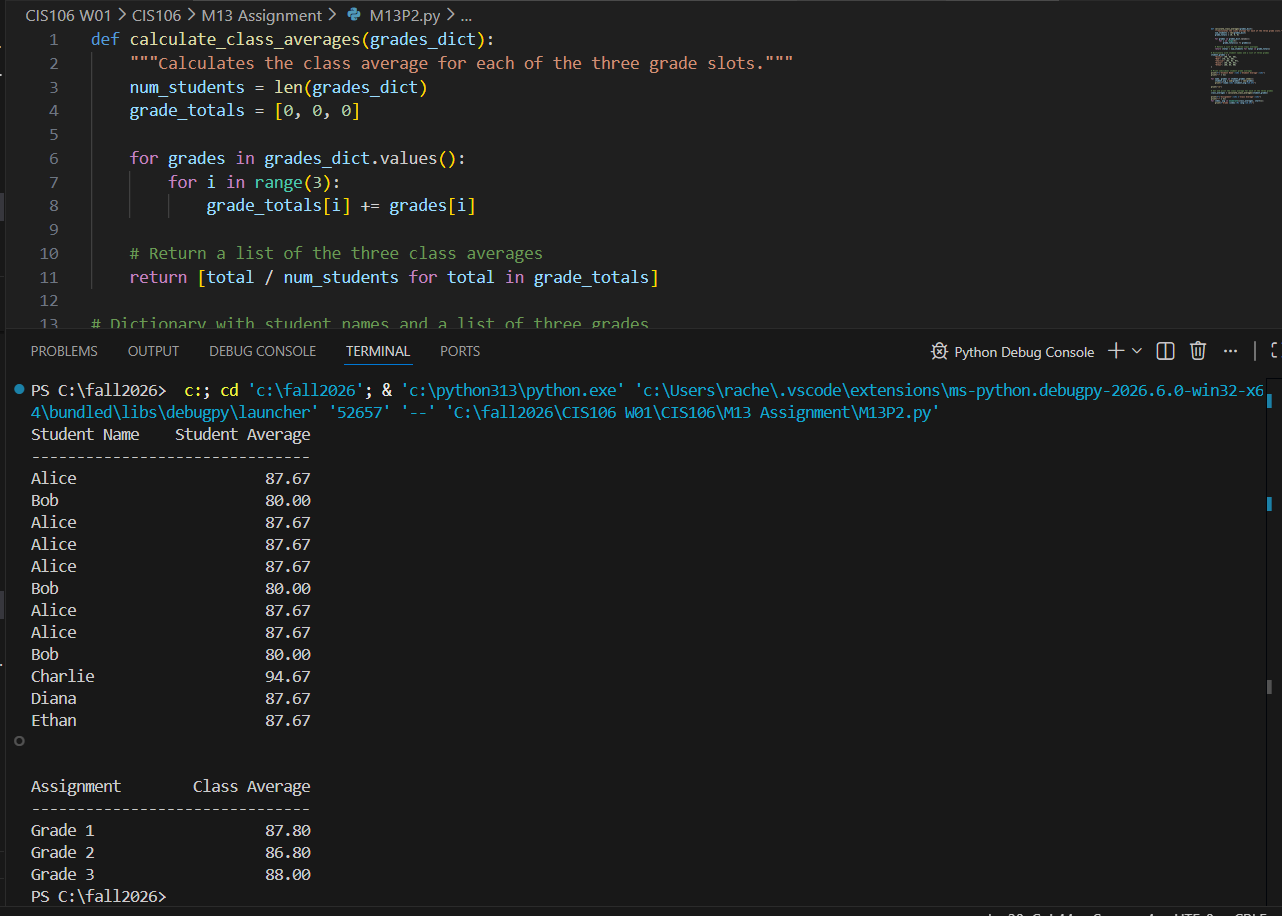 CIS106 W01 > CIS106 > M13 Assignment > M13P2.py > ...
1 def calculate_class_averages(grades_dict):
2     """Calculates the class average for each of the three grade slots."""
3     num_students = len(grades_dict)
4     grade_totals = [0, 0, 0]
5
6     for grades in grades_dict.values():
7         for i in range(3):
8             grade_totals[i] += grades[i]
9
10     # Return a list of the three class averages
11     return [total / num_students for total in grade_totals]
12
13 # Dictionary with student names and a list of three grades
PROBLEMS OUTPUT DEBUG CONSOLE TERMINAL PORTS Python Debug Console
PS C:\fall2026>  c:; cd 'c:\fall2026'; & 'c:\python313\python.exe' 'c:\Users\rache\.vscode\extensions\ms-python.debugpy-2026.6.0-win32-x6
4\bundled\libs\debugpy\launcher' '52657' '--' 'C:\fall2026\CIS106 W01\CIS106\M13 Assignment\M13P2.py'
Student Name    Student Average
-------------------------------
Alice                     87.67
Bob                       80.00
Alice                     87.67
Alice                     87.67
Alice                     87.67
Bob                       80.00
Alice                     87.67
Alice                     87.67
Bob                       80.00
Charlie                   94.67
Diana                     87.67
Ethan                     87.67
Assignment        Class Average
-------------------------------
Grade 1                   87.80
Grade 2                   86.80
Grade 3                   88.00
PS C:\fall2026>